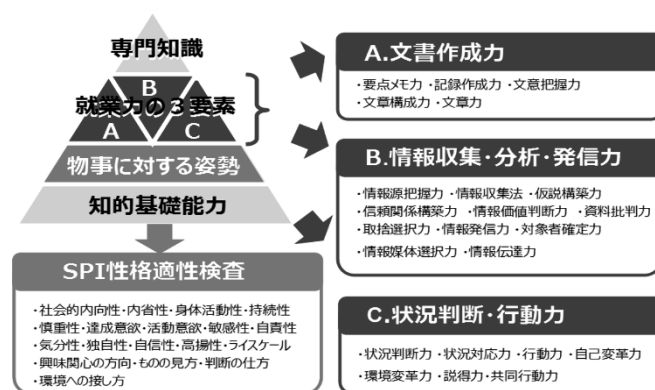 専門知識
B
就業力の3要素
A
C
物事に対する姿勢
知的基礎能力
SPI性格適性検査
・社会的内向性・内省性・身体活動性・持続性
・慎重性・達成意欲・活動意欲・敏感性・自責性
・気分性・独自性・自信性・高揚性・ライスケール
・興味関心の方向・ものの見方・判断の仕方
・環境への接し方
A.文書作成力
・要点メモ力・記録作成力・文意把握力
・文章構成力・文章力
B.情報収集・分析・発信力
・情報源把握力・情報収集法・仮説構築力
・信頼関係構築力・情報価値判断力・資料批判力
・取捨選択力・情報発信力・対象者確定力
・情報媒体選択力・情報伝達力
C.状況判断・行動力
・状況判断力・状況対応力・行動力・自己変革力
・環境変革力・説得力・共同行動力